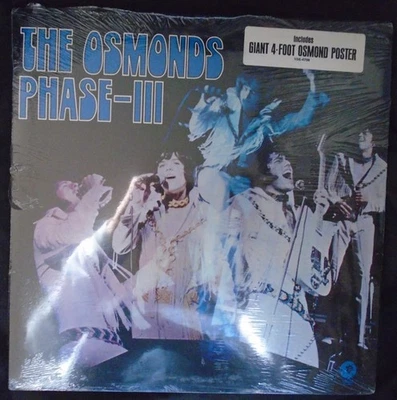 THE OSMONDS
PHASE-III
Includes
GIANT 4-FOOT OSMOND POSTER